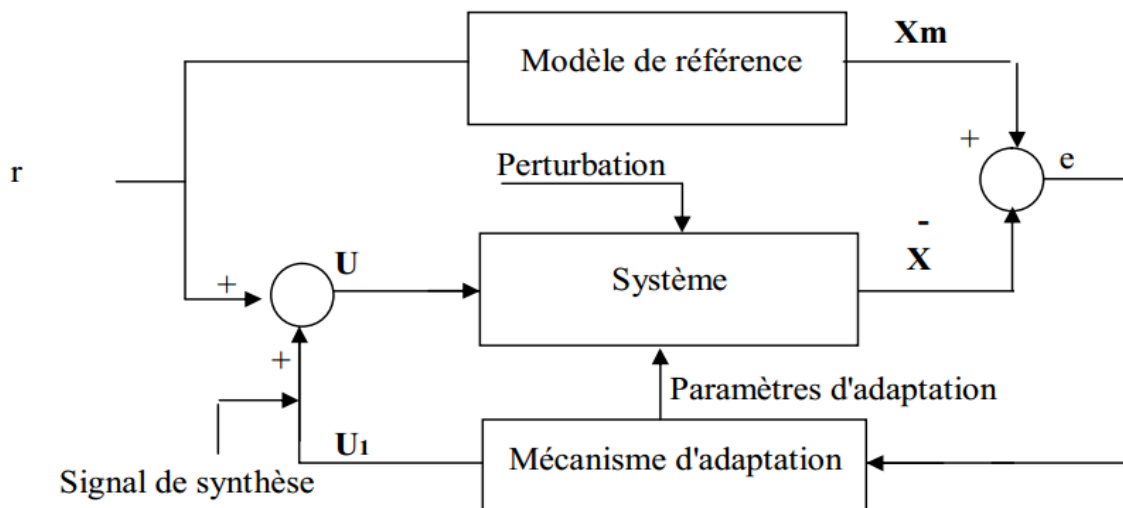 Xm
Modèle de référence
+
e
r
Perturbation
-
X
U
Système
+
+
Paramètres d'adaptation
U1
Mécanisme d'adaptation
Signal de synthèse